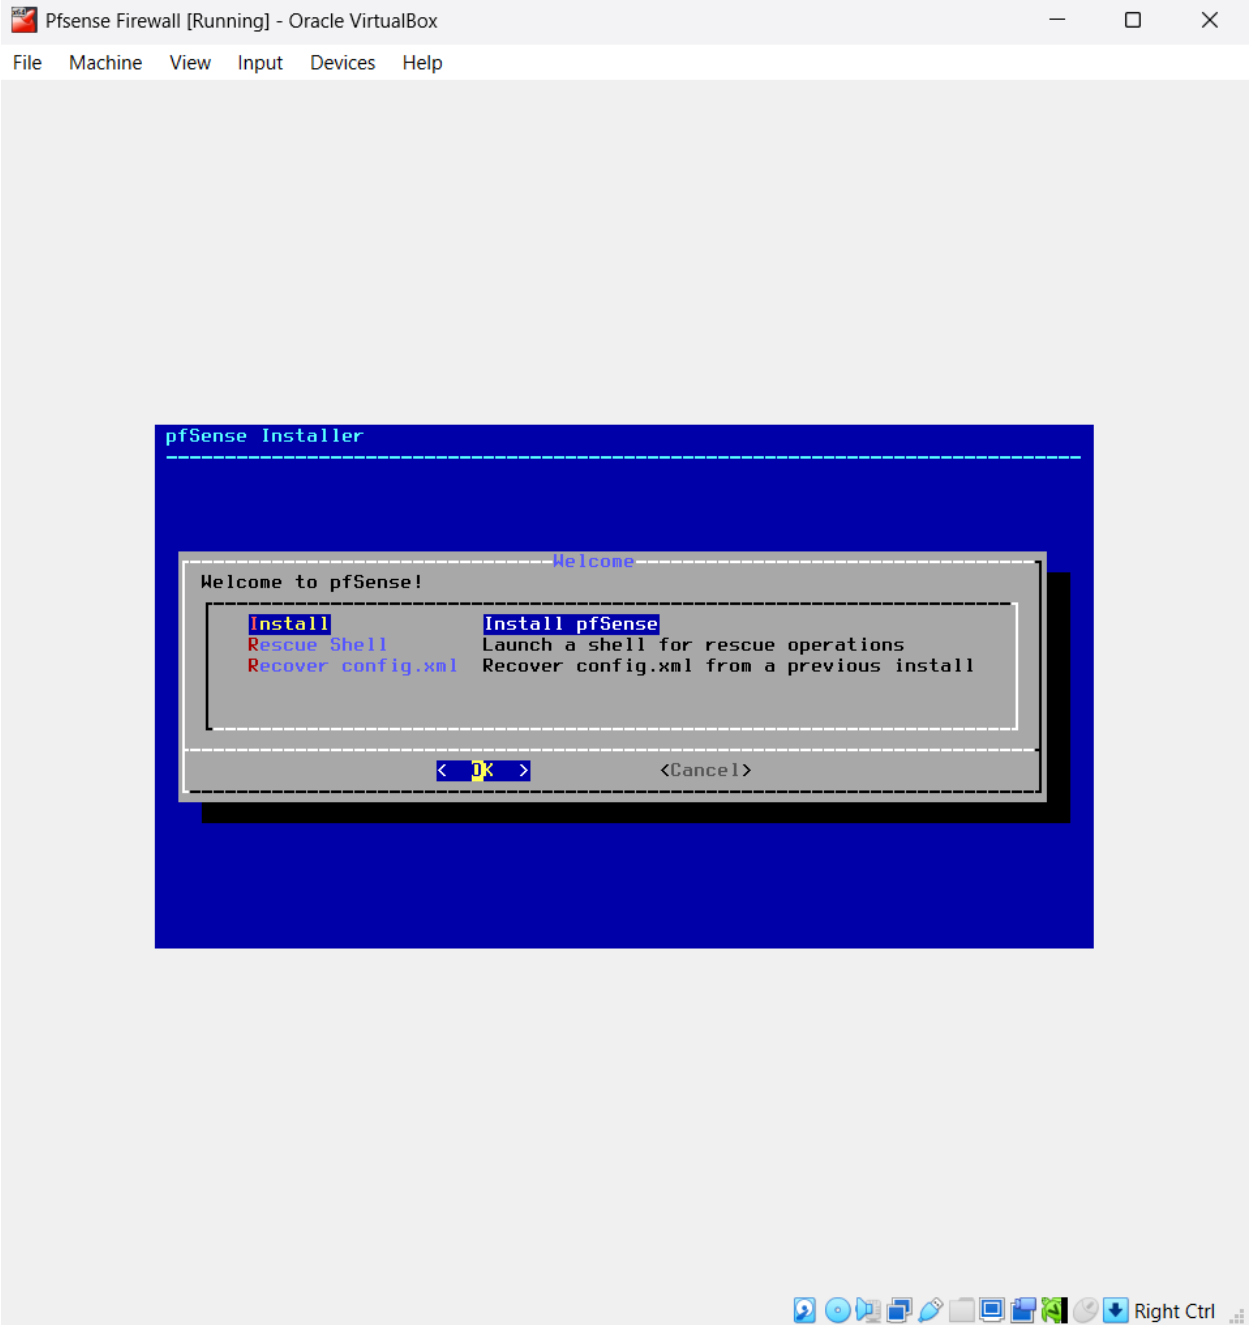 Pfsense Firewall [Running] - Oracle VirtualBox
File Machine View Input Devices Help
pfSense Installer
Welcome
Welcome to pfSense!
Install Install pfSense
Rescue Shell Launch a shell for rescue operations
Recover config.xml Recover config.xml from a previous install
< OK > <Cancel>
Right Ctrl